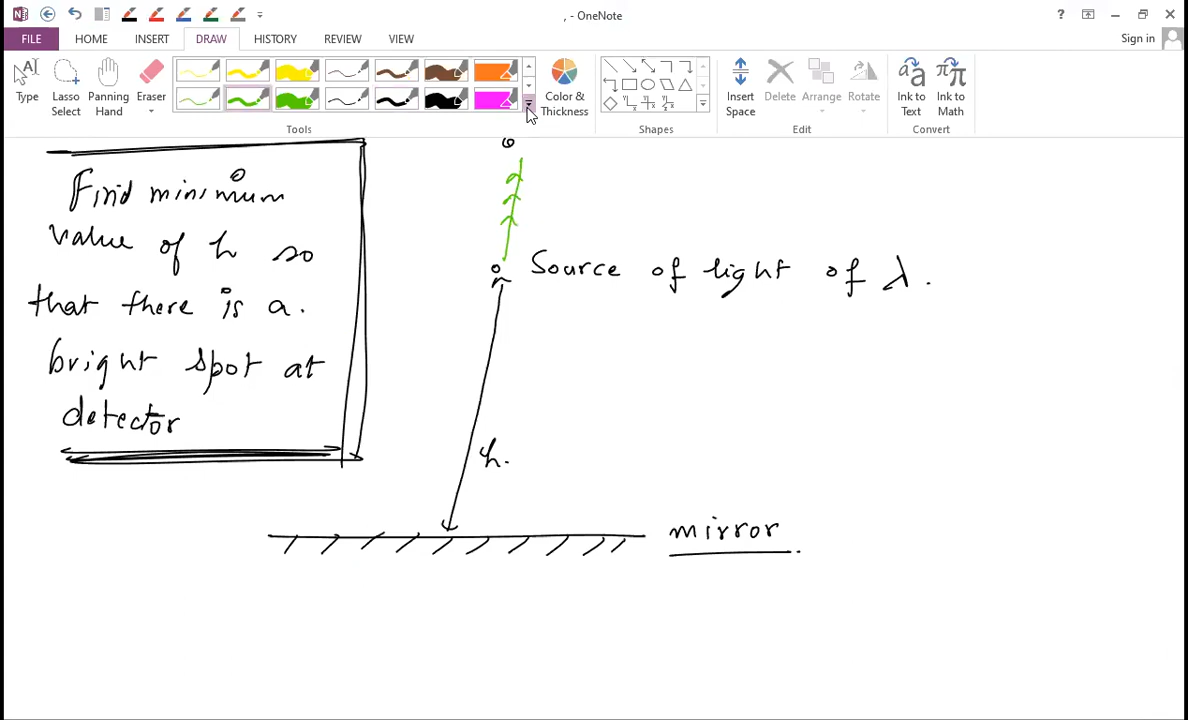 , - OneNote
?
FILE HOME INSERT DRAW HISTORY REVIEW VIEW
Sign in
Type Lasso Select Panning Hand Eraser
Color & Thickness
Insert Space Delete Arrange Rotate Ink to Text Ink to Math
Tools Shapes Edit Convert
Find minimum
value of h so
that there is a.
bright spot at
detector
Source of light of λ.
h.
mirror